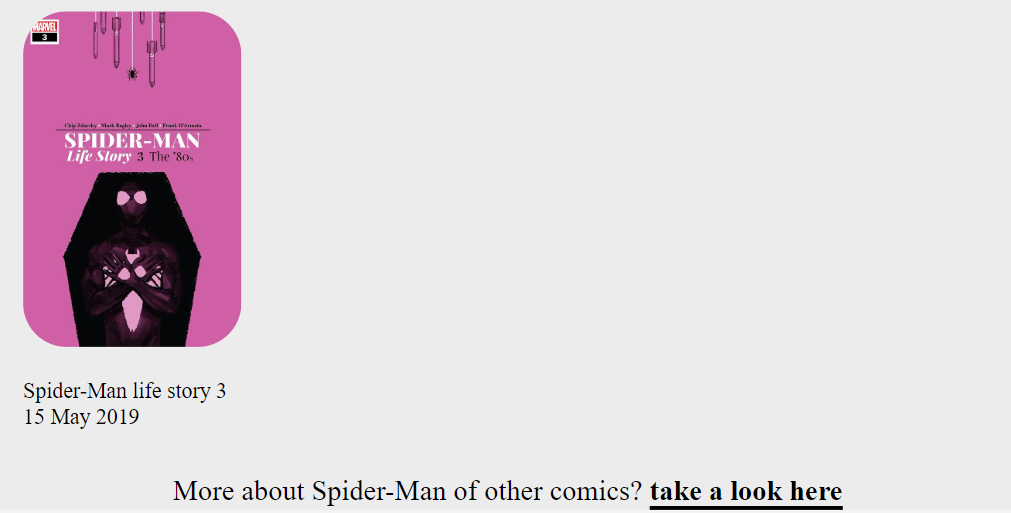 MARVEL
3
Chip Zdarsky • Mark Bagley • John Dell • Frank D'Armata
SPIDER-MAN
Life Story 3 The '80s
Spider-Man life story 3
15 May 2019
More about Spider-Man of other comics? take a look here